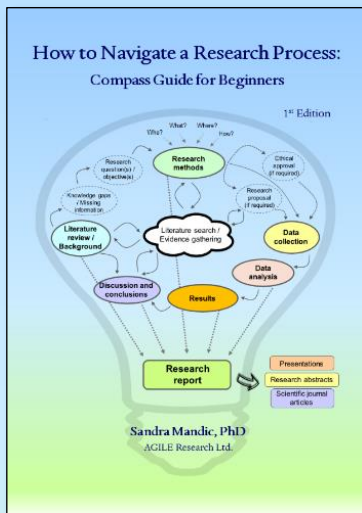 How to Navigate a Research Process:
Compass Guide for Beginners
1st Edition
What?
Where?
Who?
How?
Research
question(s) /
objective(s)
Research
methods
Ethical
approval
(if required)
Knowledge gaps
/ Missing
information
Research
proposal
(if required)
Literature
review /
Background
Literature search /
Evidence gathering
Data
collection
Data
analysis
Discussion and
conclusions
Results
Research
report
Presentations
Research abstracts
Scientific journal
articles
Sandra Mandic, PhD
AGILE Research Ltd.